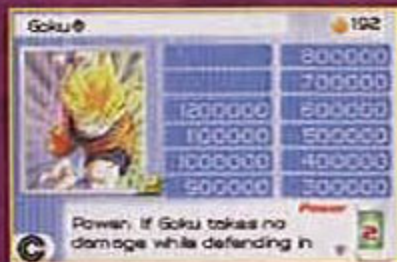 Goku 192
800000
700000
1200000 600000
1100000 500000
1000000 400000
900000 300000
Power
Power. If Goku takes no
damage while defending in
2
C